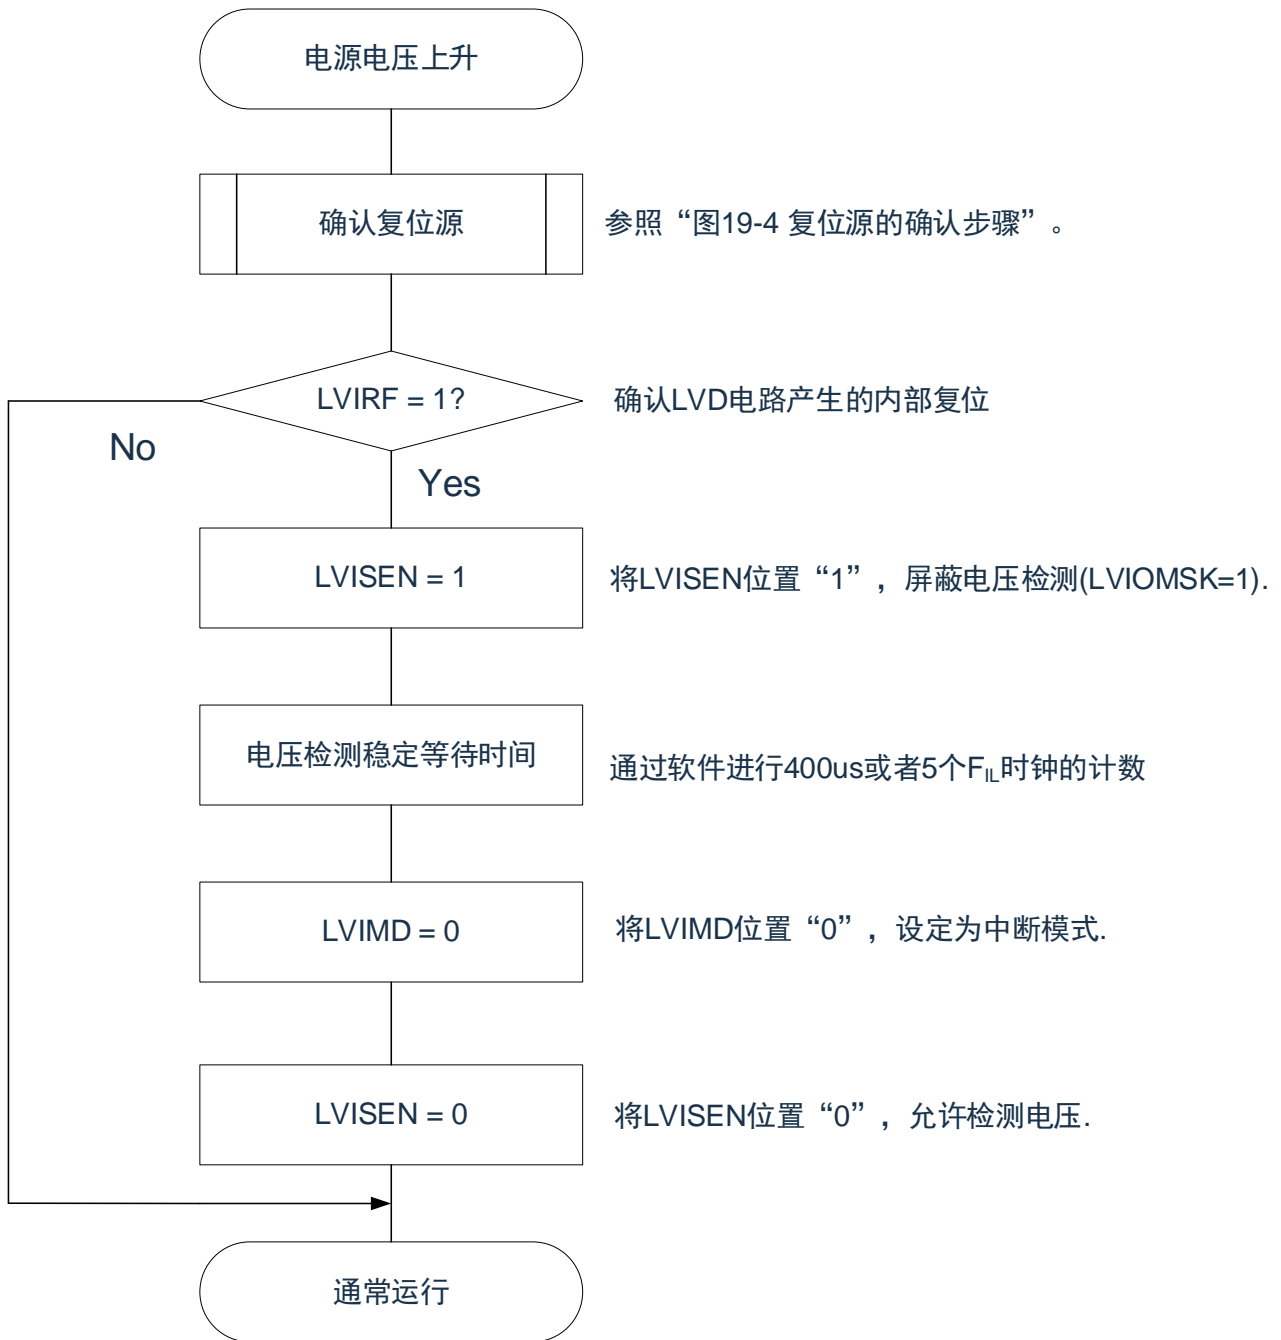 电源电压上升
确认复位源
参照“图19-4 复位源的确认步骤”。
LVIRF = 1?
确认LVD电路产生的内部复位
No
Yes
LVISEN = 1
将LVISEN位置“1”，屏蔽电压检测(LVIOMSK=1).
电压检测稳定等待时间
通过软件进行400us或者5个FIL时钟的计数
LVIMD = 0
将LVIMD位置“0”，设定为中断模式.
LVISEN = 0
将LVISEN位置“0”，允许检测电压.
通常运行